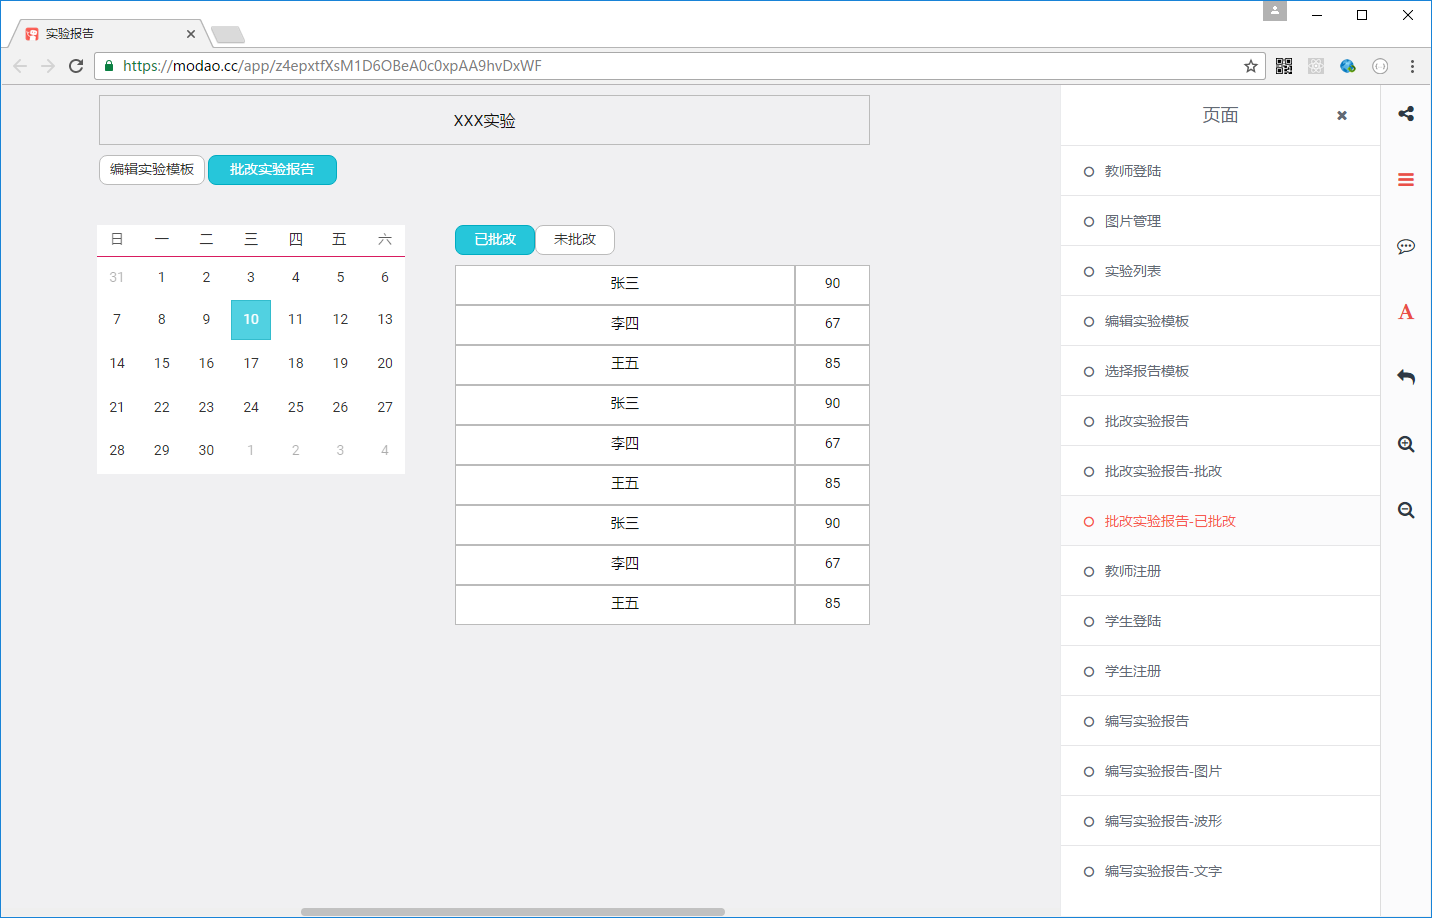 实验报告
https://modao.cc/app/z4epxtfXsM1D6OBeA0c0xpAA9hvDxWF
XXX实验
编辑实验模板 批改实验报告
日 一 二 三 四 五 六
31 1 2 3 4 5 6
7 8 9 10 11 12 13
14 15 16 17 18 19 20
21 22 23 24 25 26 27
28 29 30 1 2 3 4
已批改 未批改
张三 90
李四 67
王五 85
张三 90
李四 67
王五 85
张三 90
李四 67
王五 85
页面
教师登陆
图片管理
实验列表
编辑实验模板
选择报告模板
批改实验报告
批改实验报告-批改
批改实验报告-已批改
教师注册
学生登陆
学生注册
编写实验报告
编写实验报告-图片
编写实验报告-波形
编写实验报告-文字
A